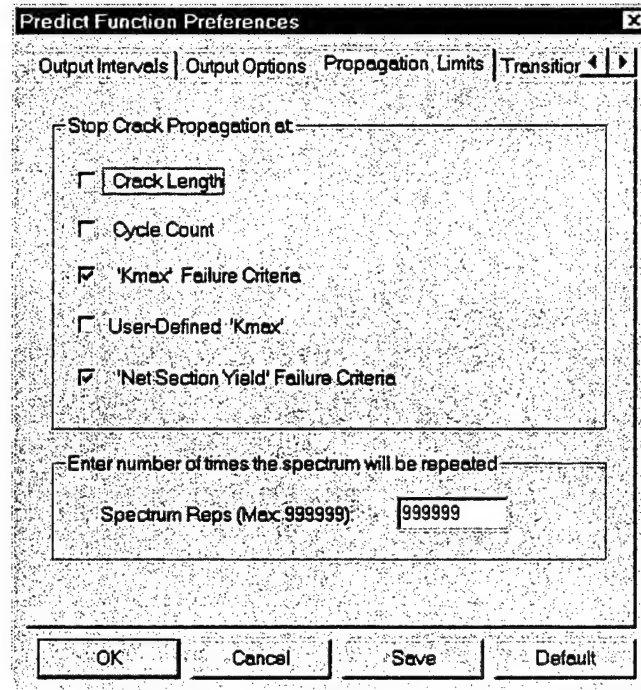 Predict Function Preferences
Output Intervals Output Options Propagation Limits Transition
Stop Crack Propagation at:
Crack Length
Cycle Count
'Kmax' Failure Criteria
User-Defined 'Kmax'
'Net Section Yield' Failure Criteria
Enter number of times the spectrum will be repeated
Spectrum Reps (Max: 999999): 999999
OK Cancel Save Default